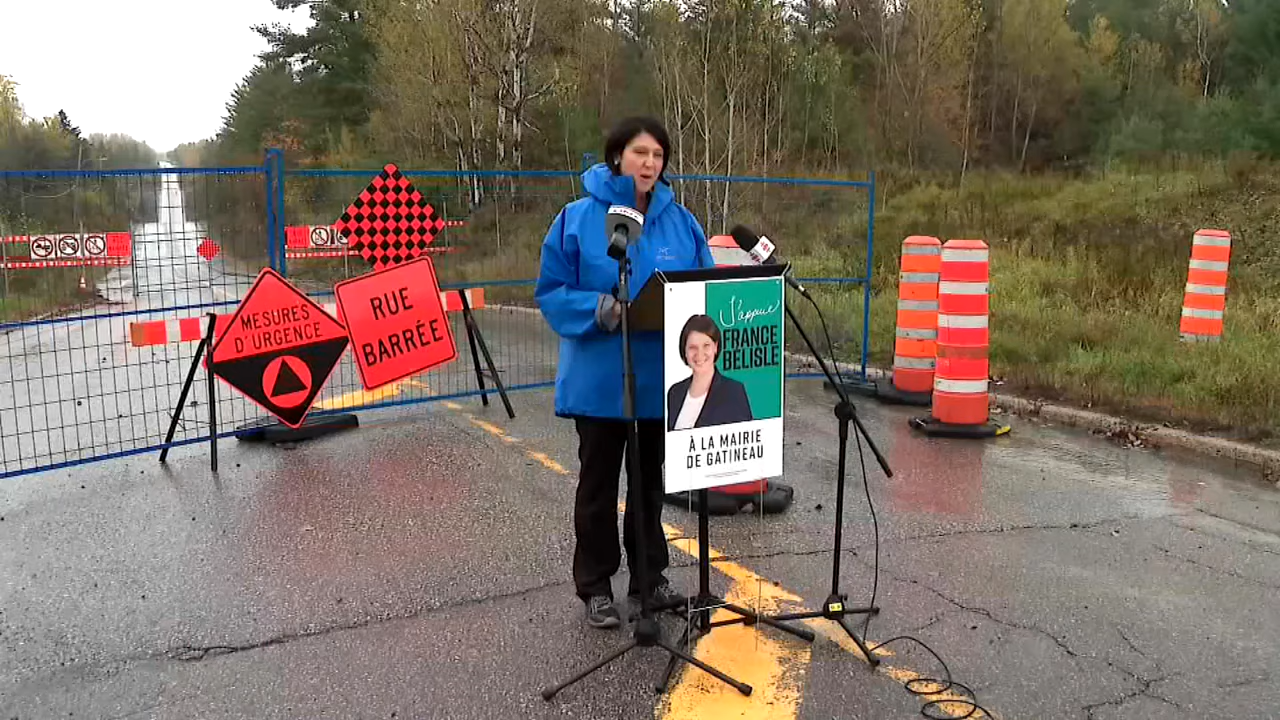 MESURES
D'URGENCE
RUE
BARRÉE
J'appuie
FRANCE
BÉLISLE
À LA MAIRIE
DE GATINEAU